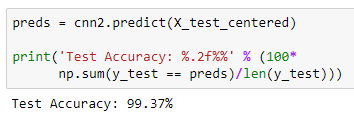 preds = cnn2.predict(X_test_centered)
print('Test Accuracy: %.2f%%' % (100*
np.sum(y_test == preds)/len(y_test)))
Test Accuracy: 99.37%